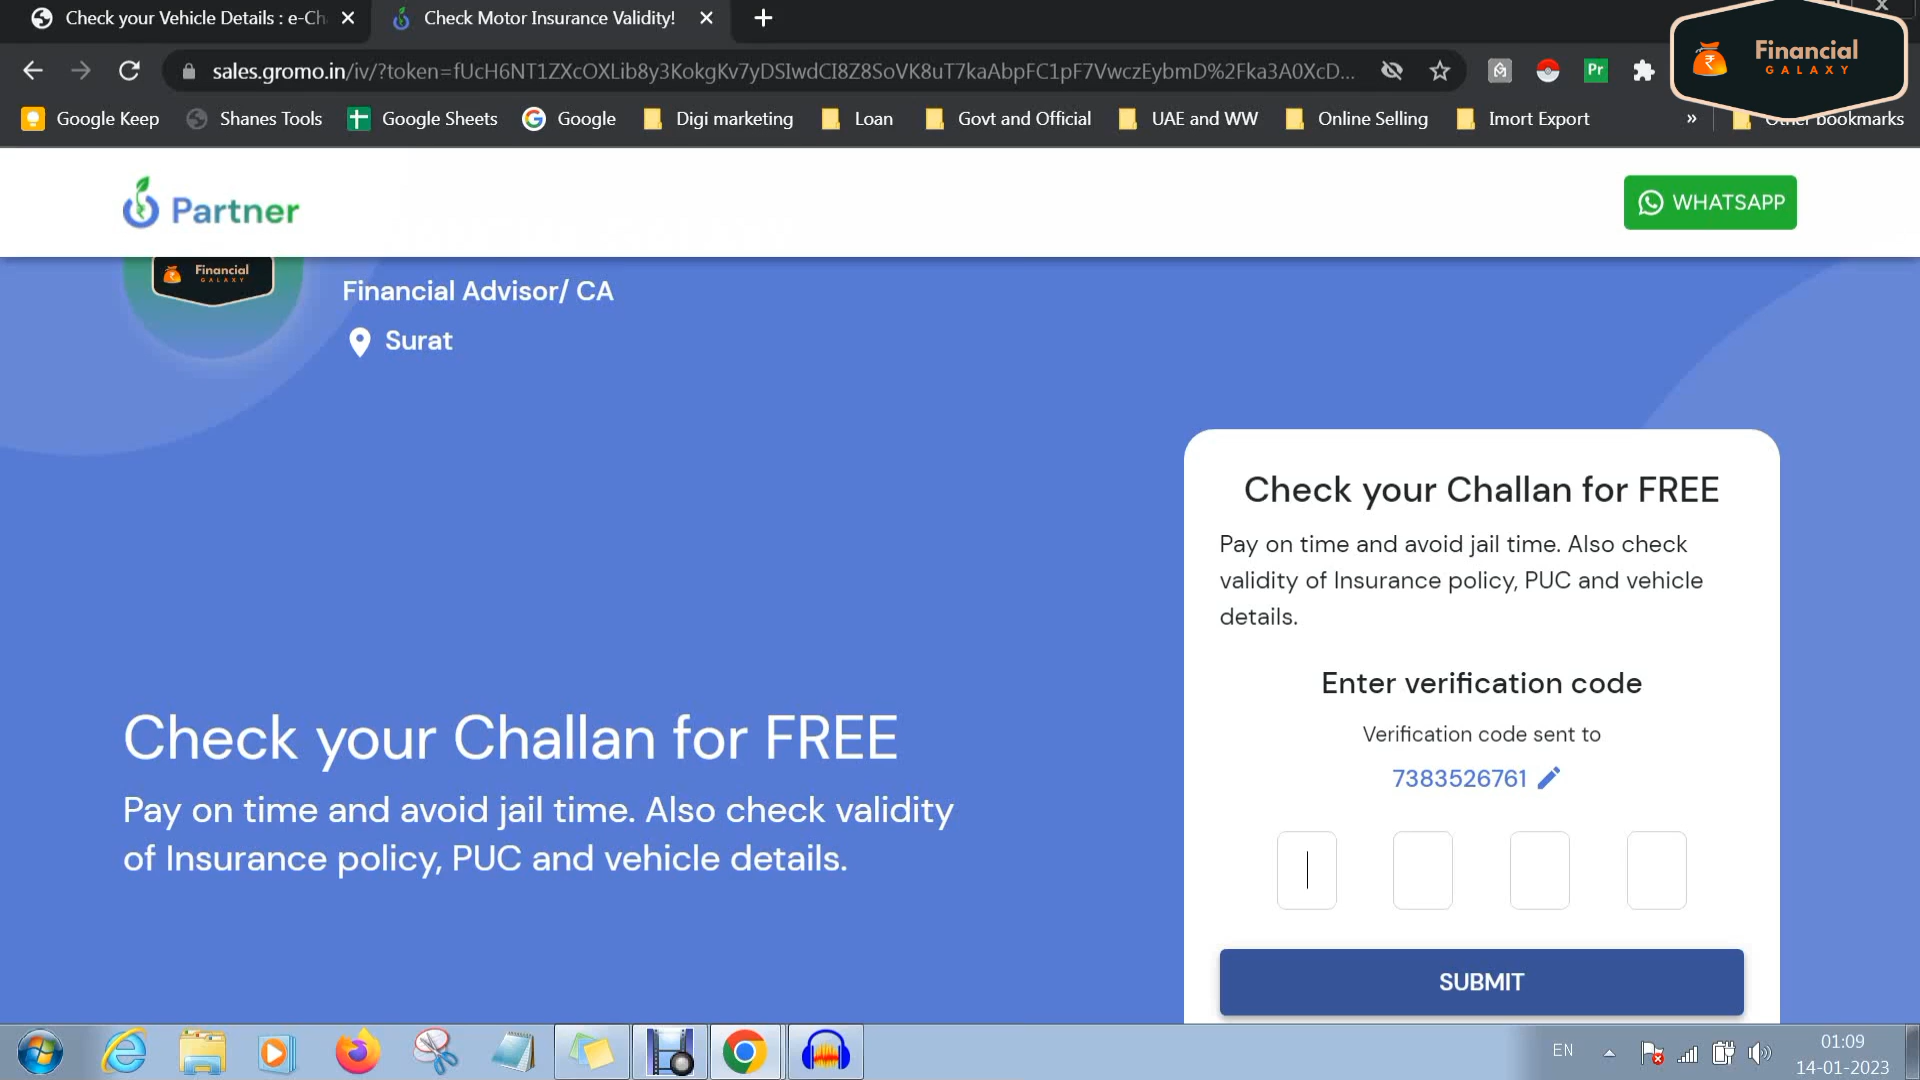 Check your Vehicle Details : e-Ch
Check Motor Insurance Validity!
Financial
GALAXY
sales.gromo.in/iv/?token=fUcH6NT1ZXcOXLib8y3KokgKv7yDSIwdCI8Z8SoVK8uT7kaAbpFC1pF7VwczEybmD%2Fka3A0XcD...
Pr
Google Keep
Shanes Tools
Google Sheets
Google
Digi marketing
Loan
Govt and Official
UAE and WW
Online Selling
Imort Export
»
Other bookmarks
Partner
WHATSAPP
Financial
GALAXY
Financial Advisor/ CA
Surat
Check your Challan for FREE
Pay on time and avoid jail time. Also check validity
of Insurance policy, PUC and vehicle details.
Check your Challan for FREE
Pay on time and avoid jail time. Also check
validity of Insurance policy, PUC and vehicle
details.
Enter verification code
Verification code sent to
7383526761
SUBMIT
EN
01:09
14-01-2023